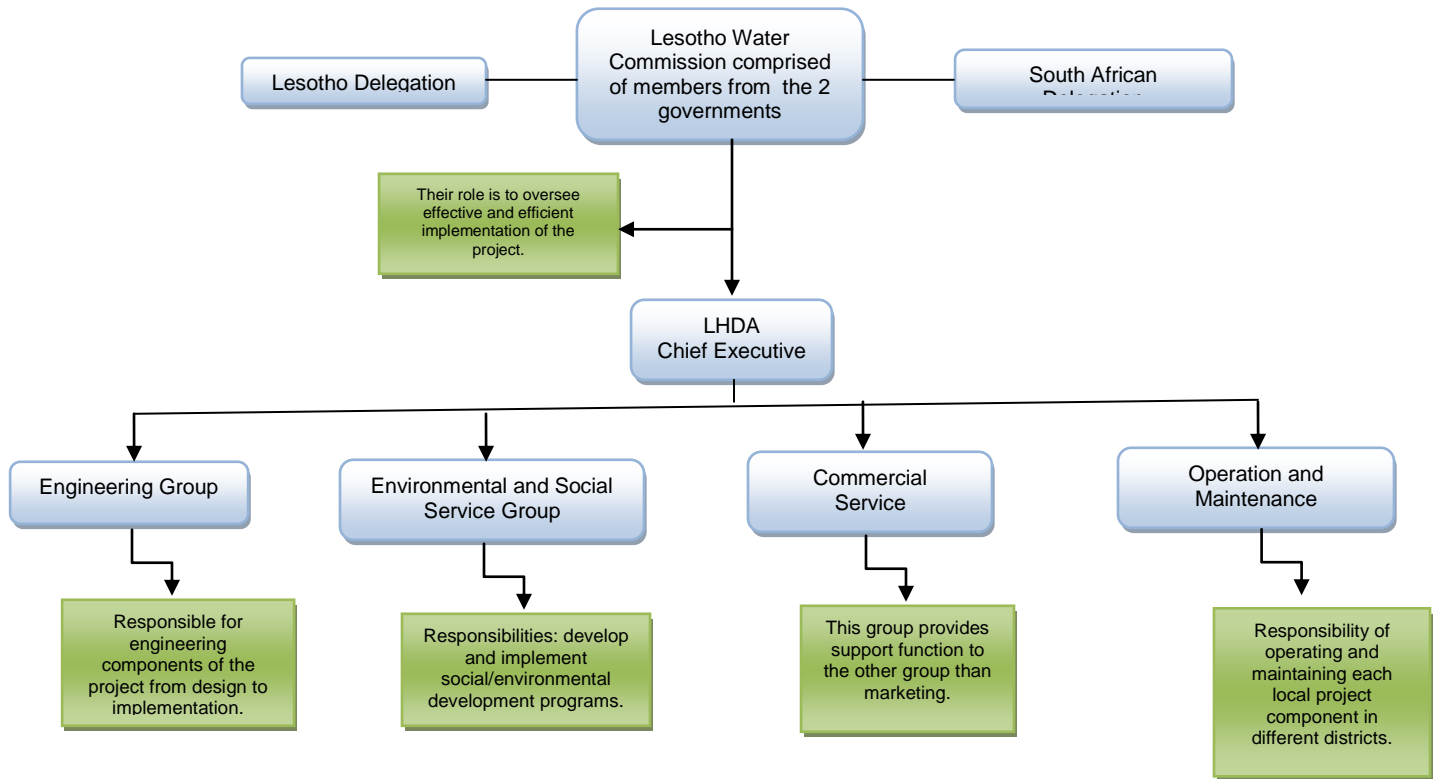 Lesotho Water
Commission comprised
of members from the 2
governments
Lesotho Delegation
South African
Delegation
Their role is to oversee
effective and efficient
implementation of the
project.
LHDA
Chief Executive
Engineering Group
Environmental and Social
Service Group
Commercial
Service
Operation and
Maintenance
Responsible for
engineering
components of the
project from design to
implementation.
Responsibilities: develop
and implement
social/environmental
development programs.
This group provides
support function to
the other group than
marketing.
Responsibility of
operating and
maintaining each
local project
component in
different districts.